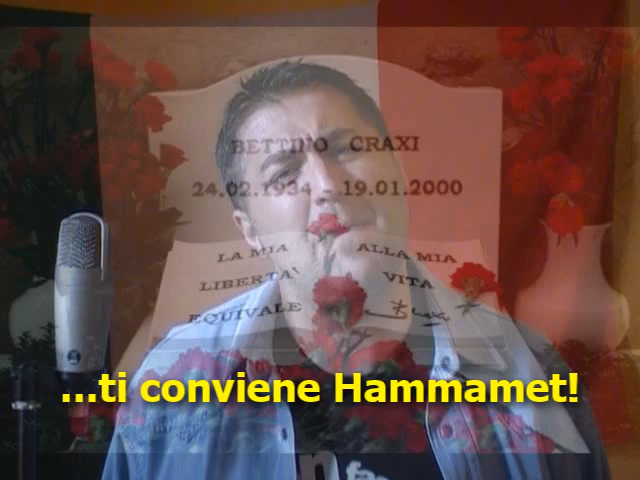 BETTINO CRAXI
24.02.1934 - 19.01.2000
LA MIA ALLA MIA
LIBERTA' VITA
EQUIVALE
...ti conviene Hammamet!